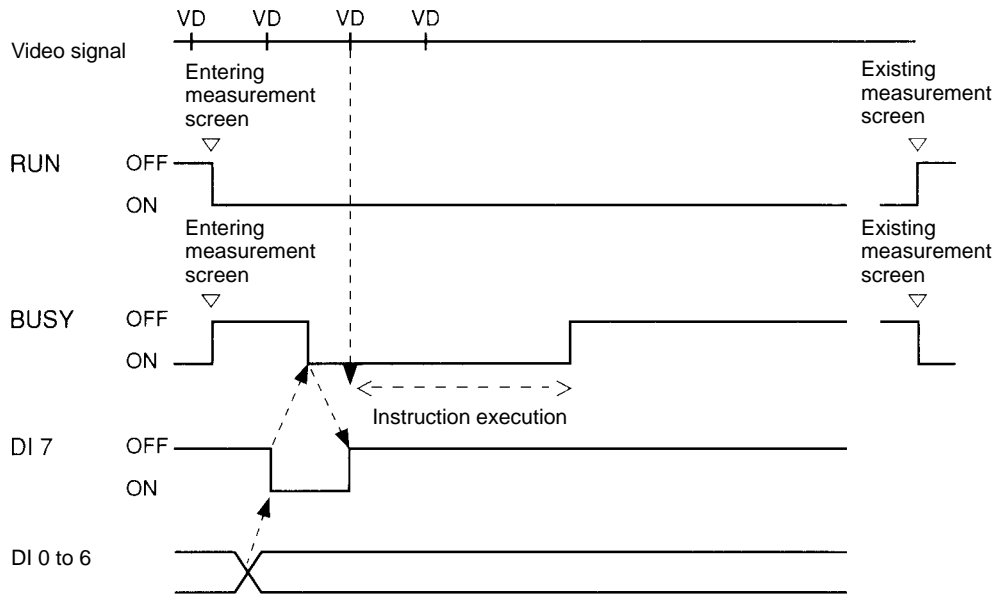 VD VD VD VD
Video signal
Entering
measurement
screen
Existing
measurement
screen
RUN OFF
ON
Entering
measurement
screen
Existing
measurement
screen
BUSY OFF
ON
Instruction execution
DI 7 OFF
ON
DI 0 to 6